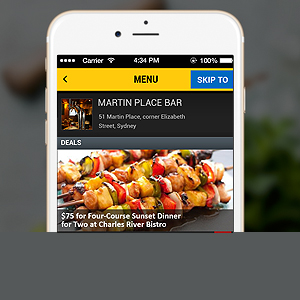 Carrier 4:34 PM 100%
MENU SKIP TO
MARTIN PLACE BAR
51 Martin Place, corner Elizabeth
Street, Sydney
DEALS
$75 for Four-Course Sunset Dinner
for Two at Charles River Bistro